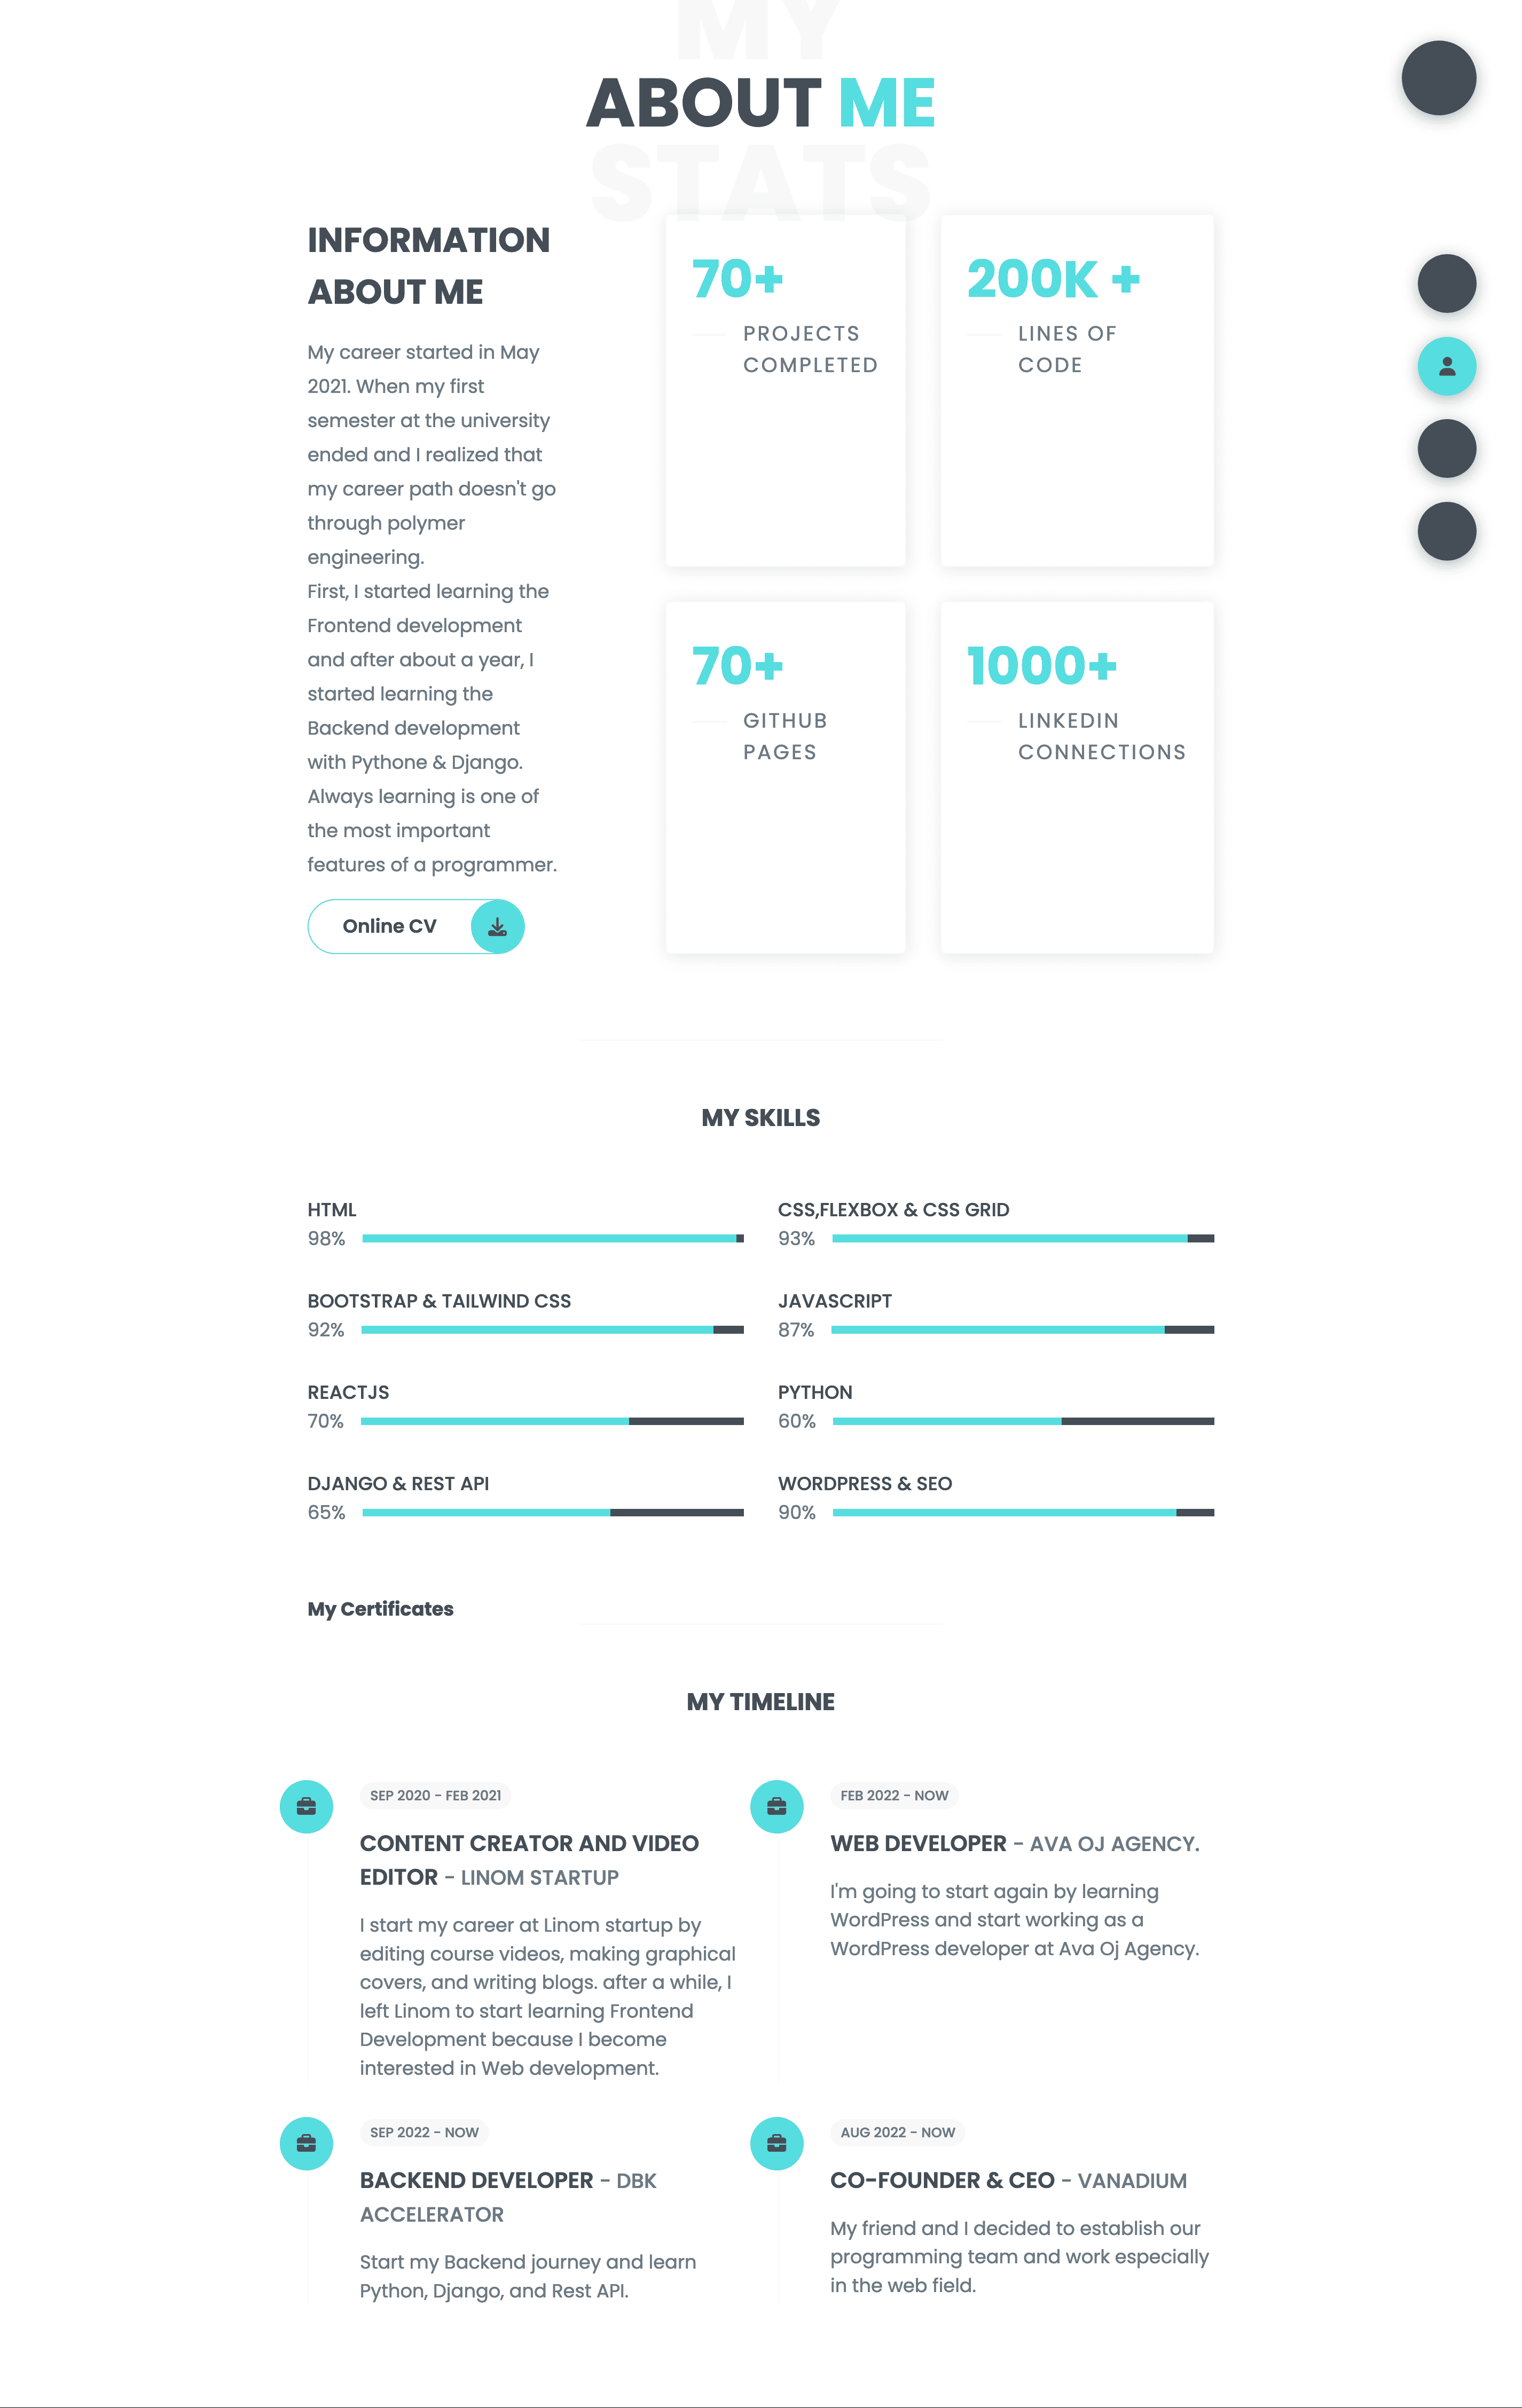 MY
ABOUT ME
STATS
INFORMATION
ABOUT ME
My career started in May
2021. When my first
semester at the university
ended and I realized that
my career path doesn't go
through polymer
engineering.
First, I started learning the
Frontend development
and after about a year, I
started learning the
Backend development
with Pythone & Django.
Always learning is one of
the most important
features of a programmer.
Online CV
70+
PROJECTS
COMPLETED
200K +
LINES OF
CODE
70+
GITHUB
PAGES
1000+
LINKEDIN
CONNECTIONS
MY SKILLS
HTML
98%
CSS,FLEXBOX & CSS GRID
93%
BOOTSTRAP & TAILWIND CSS
92%
JAVASCRIPT
87%
REACTJS
70%
PYTHON
60%
DJANGO & REST API
65%
WORDPRESS & SEO
90%
My Certificates
MY TIMELINE
SEP 2020 - FEB 2021
CONTENT CREATOR AND VIDEO
EDITOR - LINOM STARTUP
I start my career at Linom startup by
editing course videos, making graphical
covers, and writing blogs. after a while, I
left Linom to start learning Frontend
Development because I become
interested in Web development.
FEB 2022 - NOW
WEB DEVELOPER - AVA OJ AGENCY.
I'm going to start again by learning
WordPress and start working as a
WordPress developer at Ava Oj Agency.
SEP 2022 - NOW
BACKEND DEVELOPER - DBK
ACCELERATOR
Start my Backend journey and learn
Python, Django, and Rest API.
AUG 2022 - NOW
CO-FOUNDER & CEO - VANADIUM
My friend and I decided to establish our
programming team and work especially
in the web field.